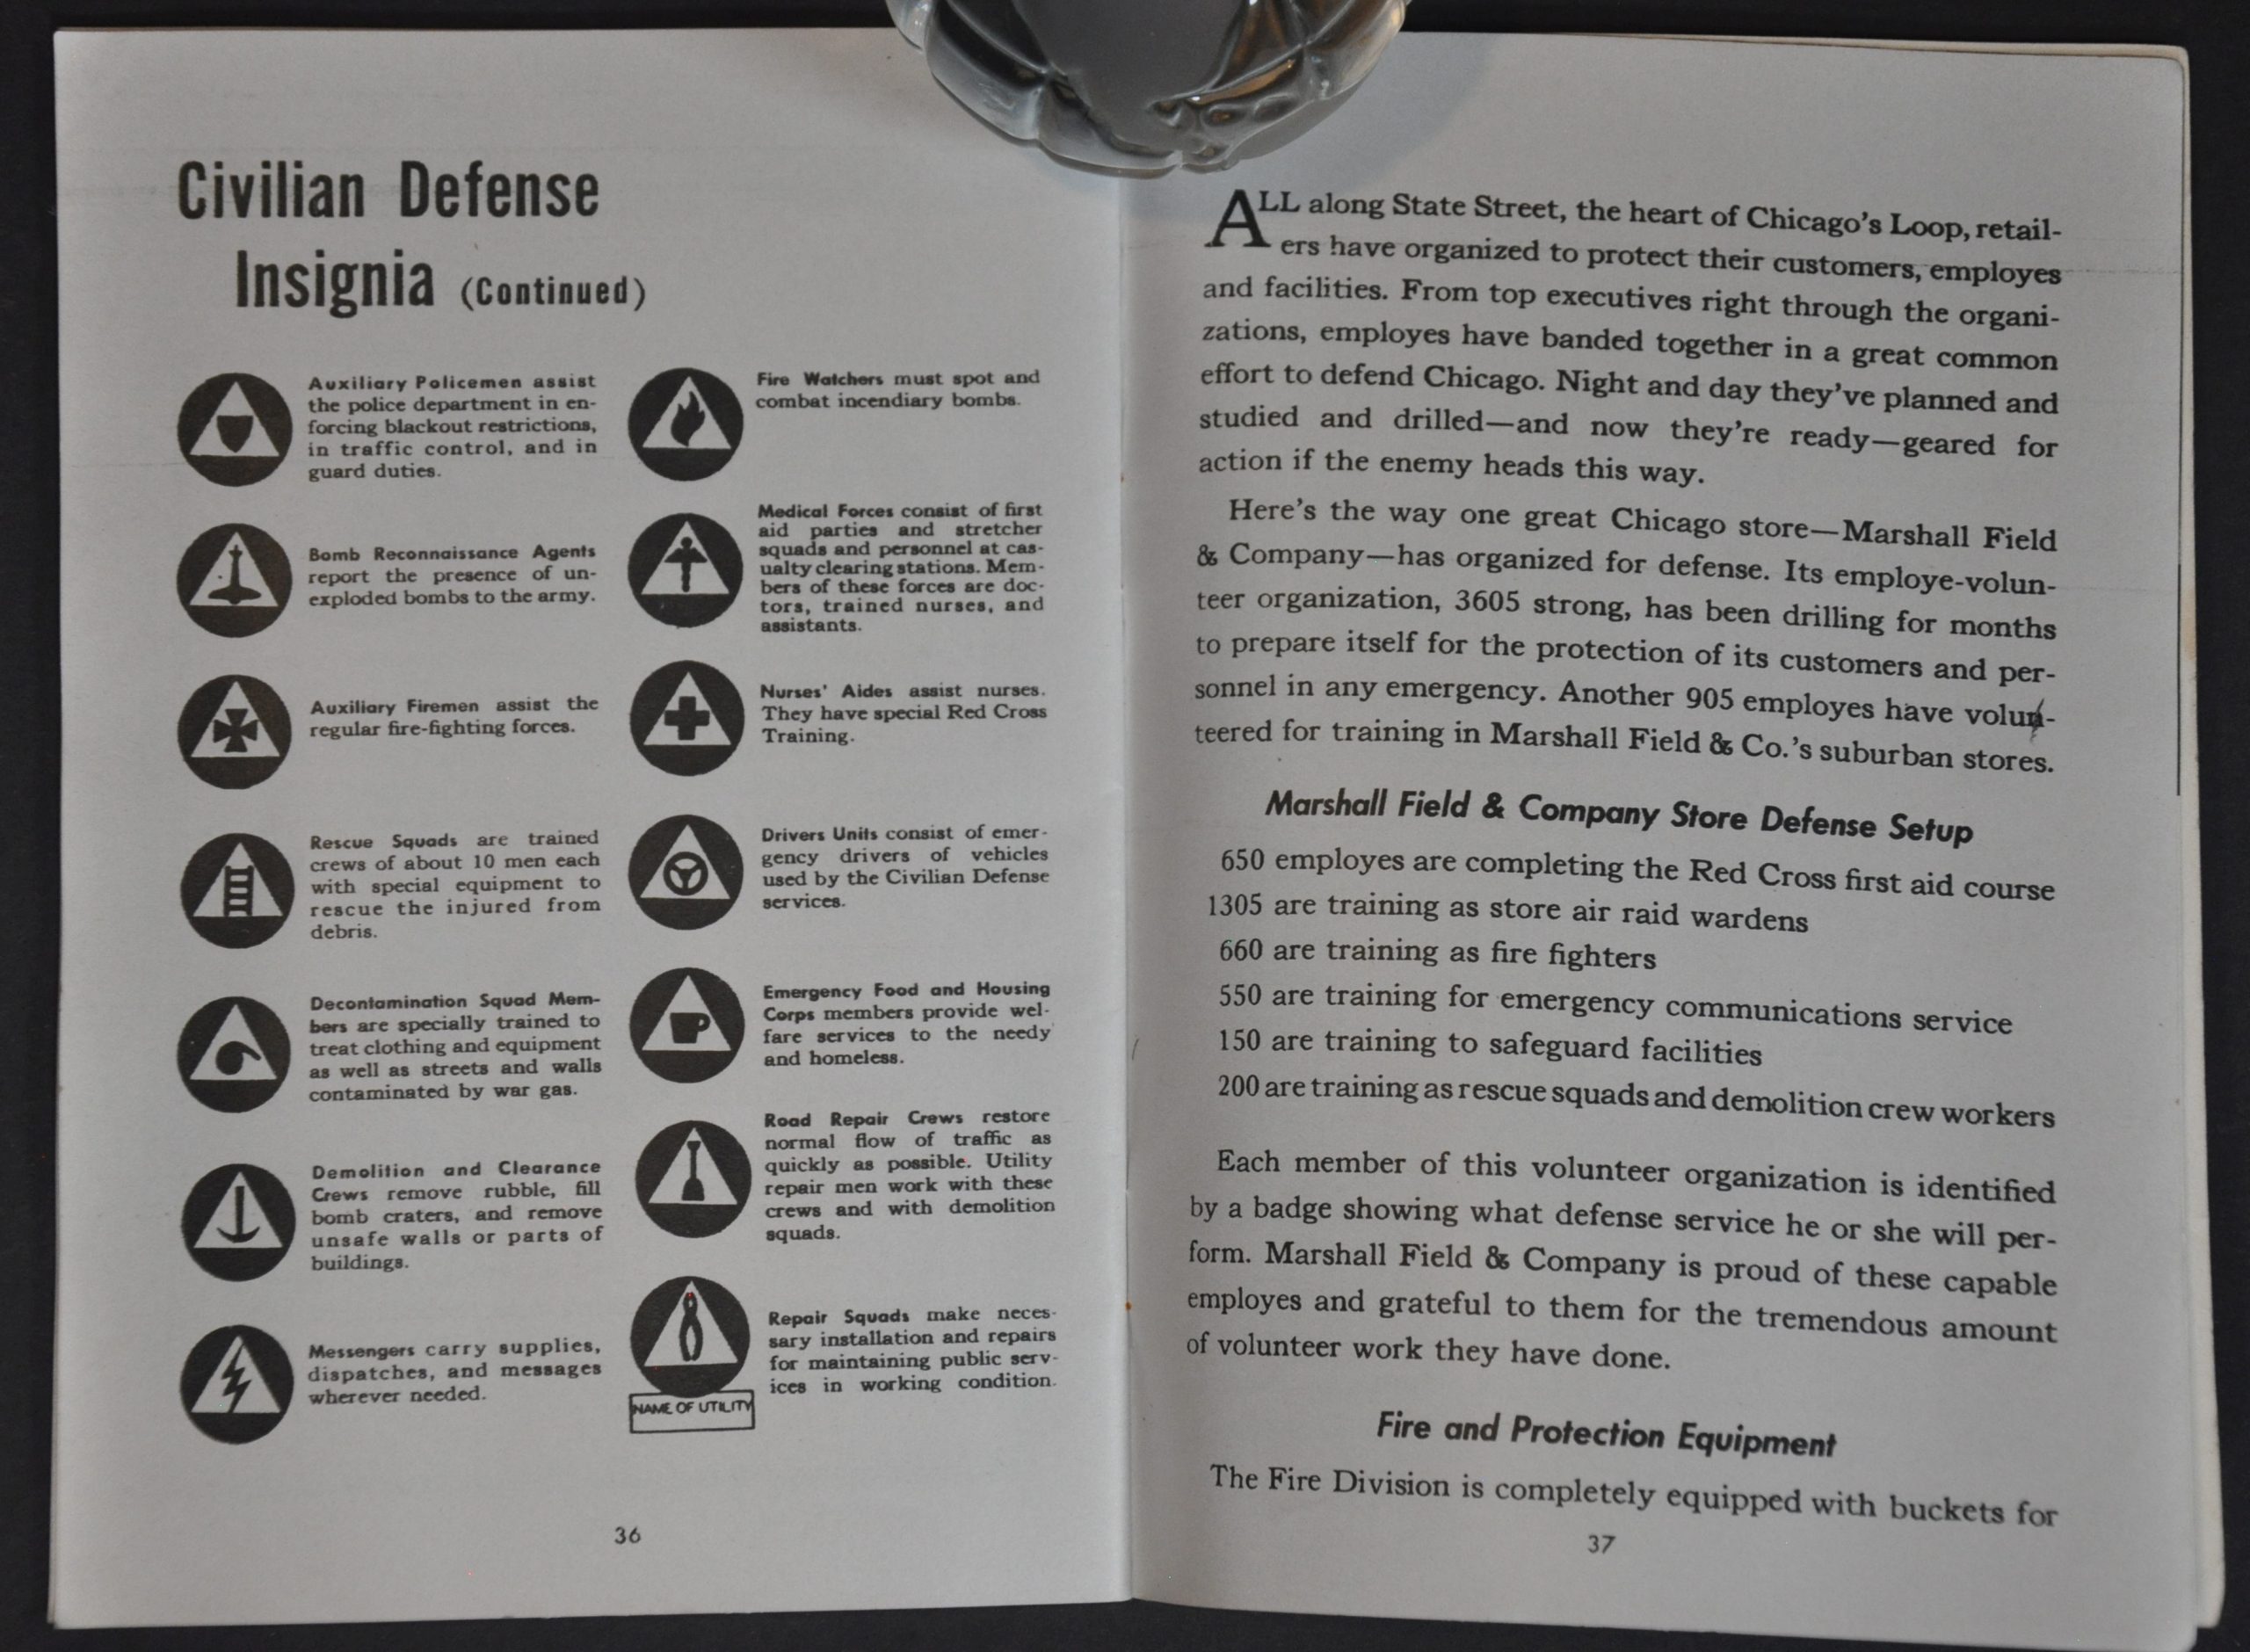 Civilian Defense
Insignia (Continued)
Auxiliary Policemen assist
the police department in en-
forcing blackout restrictions,
in traffic control, and in
guard duties.
Bomb Reconnaissance Agents
report the presence of un-
exploded bombs to the army.
Auxiliary Firemen assist the
regular fire-fighting forces.
Rescue Squads are trained
crews of about 10 men each
with special equipment to
rescue the injured from
debris.
Decontamination Squad Mem-
bers are specially trained to
treat clothing and equipment
as well as streets and walls
contaminated by war gas.
Demolition and Clearance
Crews remove rubble, fill
bomb craters, and remove
unsafe walls or parts of
buildings.
Messengers carry supplies,
dispatches, and messages
wherever needed.
Fire Watchers must spot and
combat incendiary bombs.
Medical Forces consist of first
aid parties and stretcher
squads and personnel at cas-
ualty clearing stations. Mem-
bers of these forces are doc-
tors, trained nurses, and
assistants.
Nurses' Aides assist nurses.
They have special Red Cross
Training.
Drivers Units consist of emer-
gency drivers of vehicles
used by the Civilian Defense
services.
Emergency Food and Housing
Corps members provide wel-
fare services to the needy
and homeless.
Road Repair Crews restore
normal flow of traffic as
quickly as possible. Utility
repair men work with these
crews and with demolition
squads.
Repair Squads make neces-
sary installation and repairs
for maintaining public serv-
ices in working condition.
NAME OF UTILITY
36
ALL along State Street, the heart of Chicago's Loop, retail-
ers have organized to protect their customers, employes
and facilities. From top executives right through the organi-
zations, employes have banded together in a great common
effort to defend Chicago. Night and day they've planned and
studied and drilled—and now they're ready—geared for
action if the enemy heads this way.
Here's the way one great Chicago store—Marshall Field
& Company—has organized for defense. Its employe-volun-
teer organization, 3605 strong, has been drilling for months
to prepare itself for the protection of its customers and per-
sonnel in any emergency. Another 905 employes have volun-
teered for training in Marshall Field & Co.'s suburban stores.
Marshall Field & Company Store Defense Setup
650 employes are completing the Red Cross first aid course
1305 are training as store air raid wardens
660 are training as fire fighters
550 are training for emergency communications service
150 are training to safeguard facilities
200 are training as rescue squads and demolition crew workers
Each member of this volunteer organization is identified
by a badge showing what defense service he or she will per-
form. Marshall Field & Company is proud of these capable
employes and grateful to them for the tremendous amount
of volunteer work they have done.
Fire and Protection Equipment
The Fire Division is completely equipped with buckets for
37